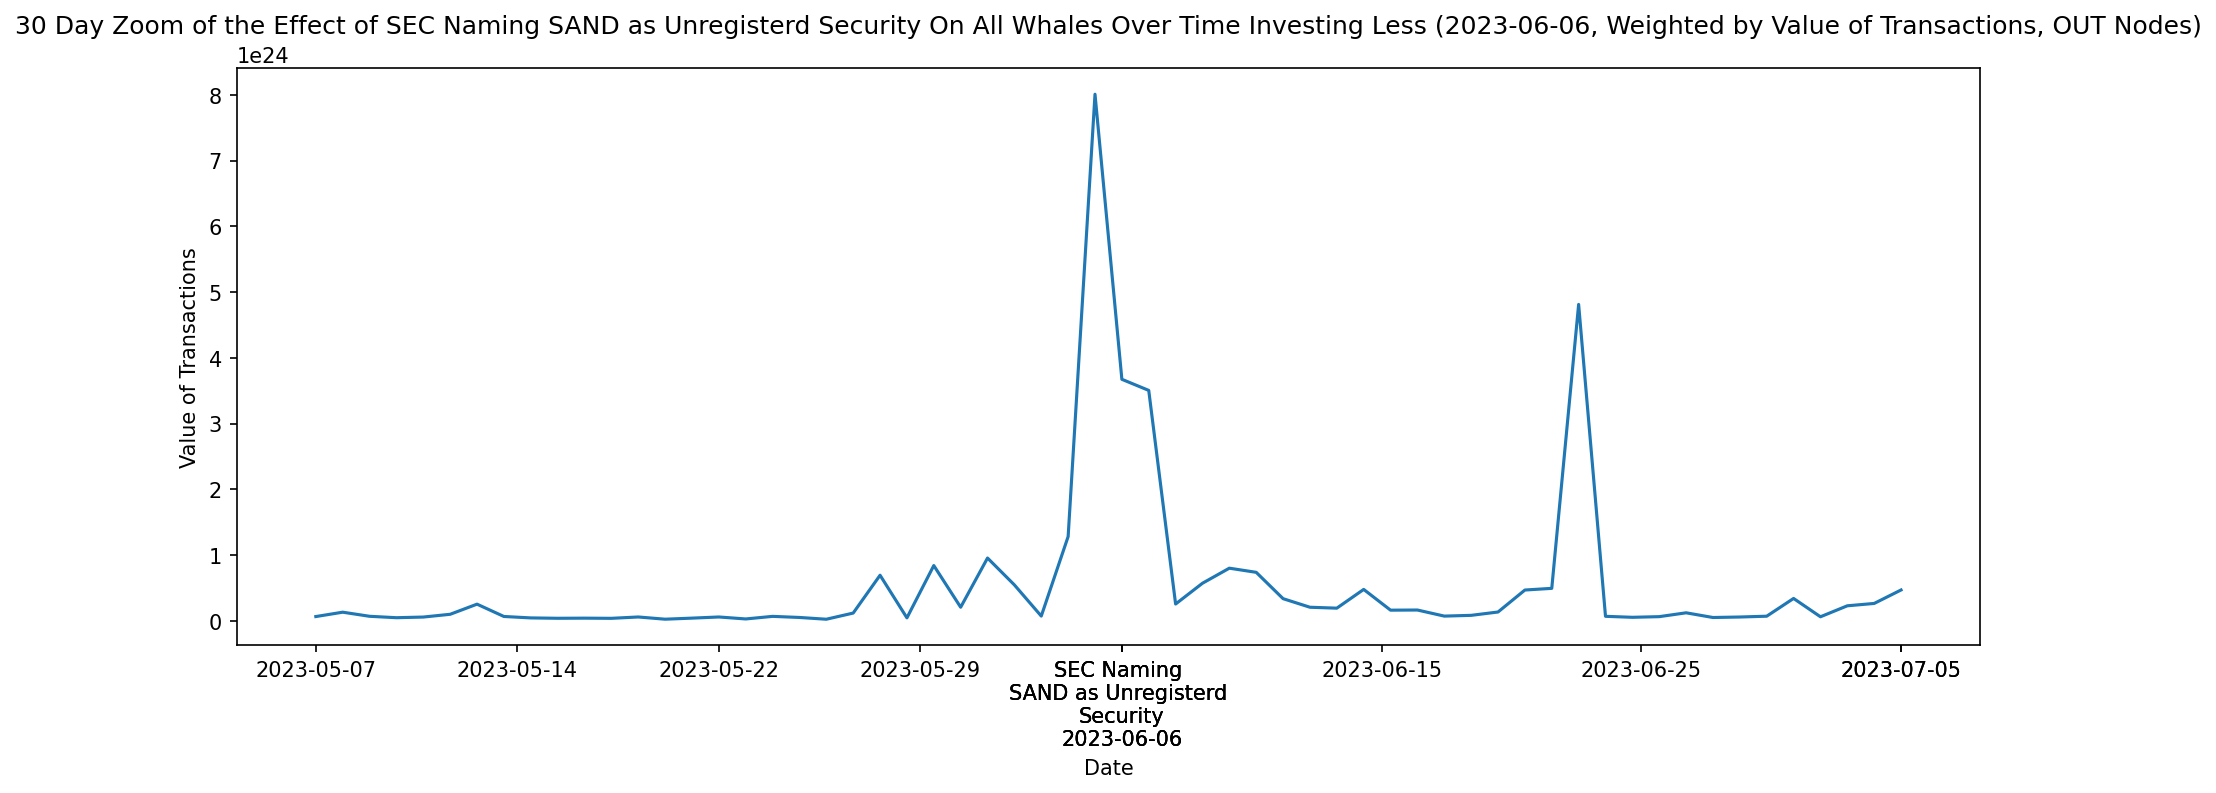 30 Day Zoom of the Effect of SEC Naming SAND as Unregisterd Security On All Whales Over Time Investing Less (2023-06-06, Weighted by Value of Transactions, OUT Nodes)
1e24
8
7
6
5
4
3
2
1
0
Value of Transactions
2023-05-07
2023-05-14
2023-05-22
2023-05-29
SEC Naming
SAND as Unregisterd
Security
2023-06-06
2023-06-15
2023-06-25
2023-07-05
Date